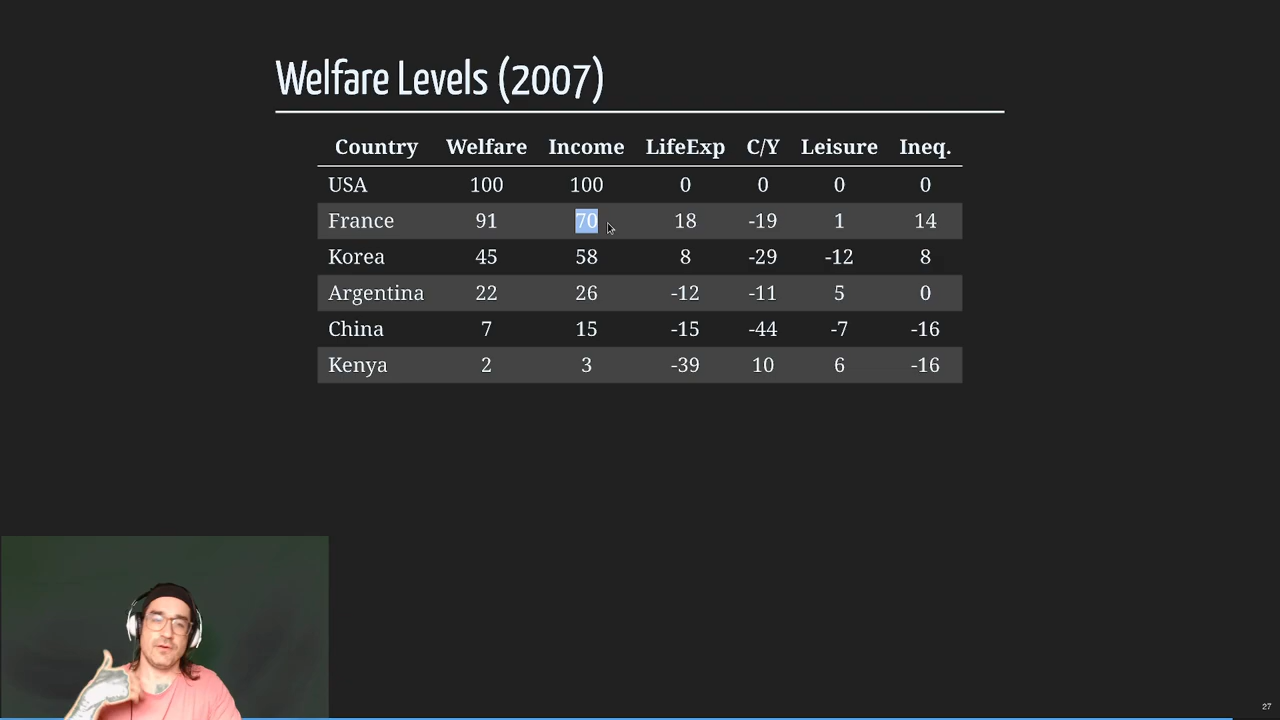 Welfare Levels (2007)
Country Welfare Income LifeExp C/Y Leisure Ineq.
USA 100 100 0 0 0 0
France 91 70 18 -19 1 14
Korea 45 58 8 -29 -12 8
Argentina 22 26 -12 -11 5 0
China 7 15 -15 -44 -7 -16
Kenya 2 3 -39 10 6 -16
27